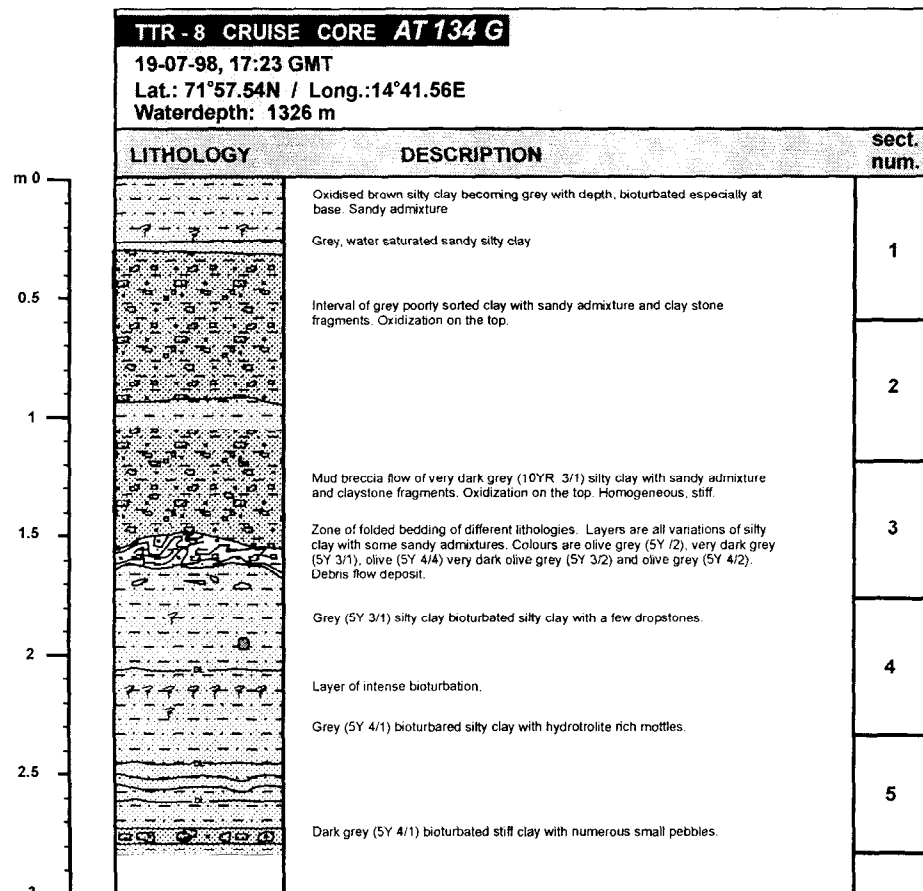 TTR - 8 CRUISE CORE AT 134 G
19-07-98, 17:23 GMT
Lat.: 71°57.54N / Long.:14°41.56E
Waterdepth: 1326 m
LITHOLOGY
DESCRIPTION
sect.
num.
m 0
Oxidised brown silty clay becoming grey with depth, bioturbated especially at
base. Sandy admixture
Grey, water saturated sandy silty clay
1
0.5
Interval of grey poorly sorted clay with sandy admixture and clay stone
fragments. Oxidization on the top.
2
1
Mud breccia flow of very dark grey (10YR 3/1) silty clay with sandy admixture
and claystone fragments. Oxidization on the top. Homogeneous, stiff.
3
1.5
Zone of folded bedding of different lithologies. Layers are all variations of silty
clay with some sandy admixtures. Colours are olive grey (5Y /2), very dark grey
(5Y 3/1), olive (5Y 4/4) very dark olive grey (5Y 3/2) and olive grey (5Y 4/2).
Debris flow deposit.
Grey (5Y 3/1) silty clay bioturbated silty clay with a few dropstones.
2
4
Layer of intense bioturbation.
Grey (5Y 4/1) bioturbared silty clay with hydrotrolite rich mottles.
2.5
5
Dark grey (5Y 4/1) bioturbated stiff clay with numerous small pebbles.